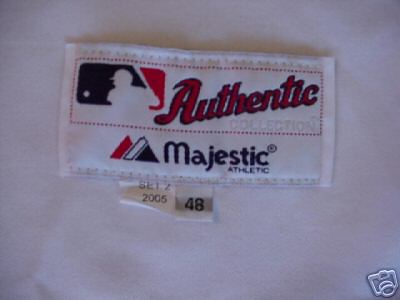 Authentic
COLLECTION
Majestic®
ATHLETIC
SET 2
2005 48